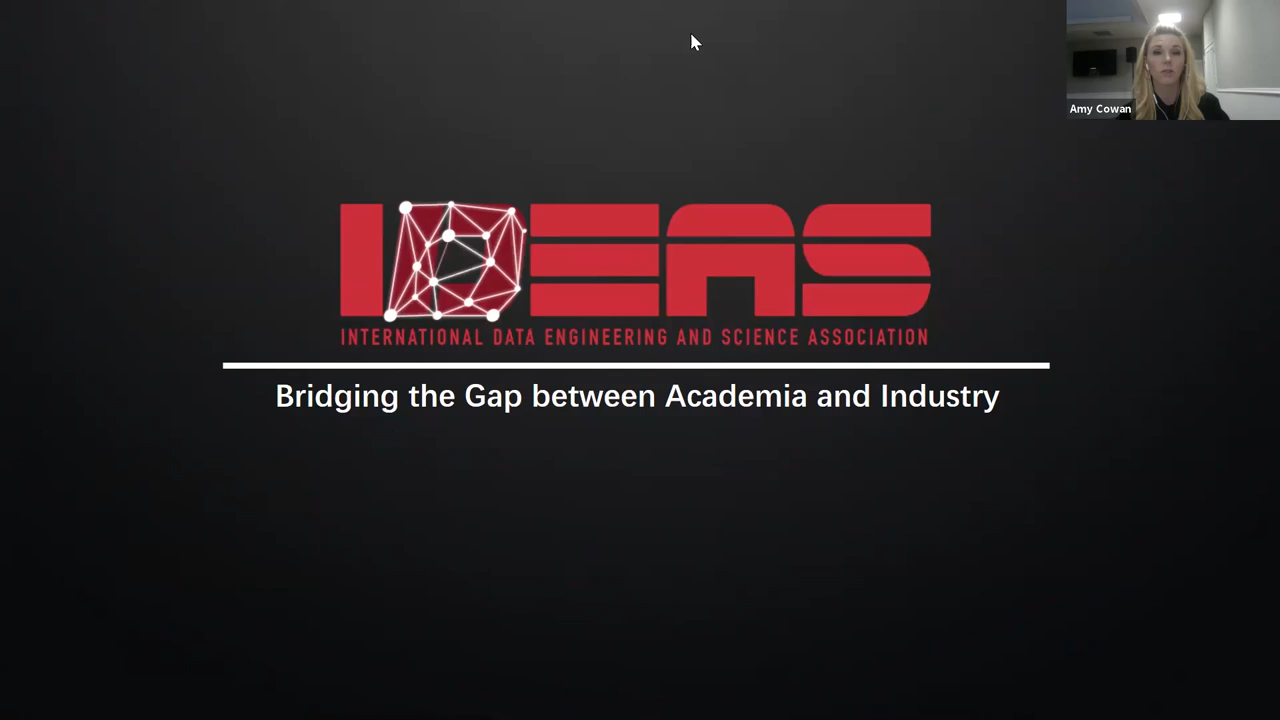 Amy Cowan
IDEAS
INTERNATIONAL DATA ENGINEERING AND SCIENCE ASSOCIATION
Bridging the Gap between Academia and Industry